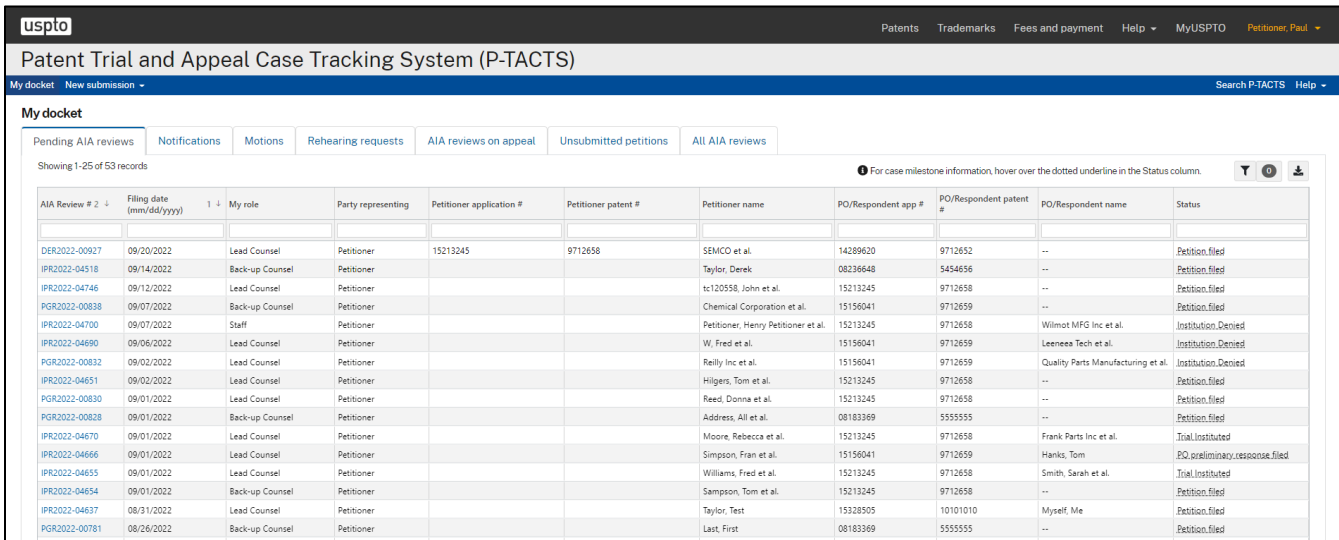 uspto Patents Trademarks Fees and payment Help MyUSPTO Petitioner, Paul
Patent Trial and Appeal Case Tracking System (P-TACTS)
My docket New submission Search P-TACTS Help
My docket
Pending AIA reviews Notifications Motions Rehearing requests AIA reviews on appeal Unsubmitted petitions All AIA reviews
Showing 1-25 of 53 records For case milestone information, hover over the dotted underline in the Status column. 0
AIA Review # 2 ↓ Filing date (mm/dd/yyyy) 1 ↓ My role Party representing Petitioner application # Petitioner patent # Petitioner name PO/Respondent app # PO/Respondent patent # PO/Respondent name Status
DER2022-00927 09/20/2022 Lead Counsel Petitioner 15213245 9712658 SEMCO et al. 14289620 9712652 -- Petition filed
IPR2022-04518 09/14/2022 Back-up Counsel Petitioner Taylor, Derek 08236648 5454656 -- Petition filed
IPR2022-04746 09/12/2022 Lead Counsel Petitioner tc120558, John et al. 15213245 9712658 -- Petition filed
PGR2022-00838 09/07/2022 Back-up Counsel Petitioner Chemical Corporation et al. 15156041 9712659 -- Petition filed
IPR2022-04700 09/07/2022 Staff Petitioner Petitioner, Henry Petitioner et al. 15213245 9712658 Wilmot MFG Inc et al. Institution Denied
IPR2022-04690 09/06/2022 Lead Counsel Petitioner W, Fred et al. 15156041 9712659 Leeneea Tech et al. Institution Denied
PGR2022-00832 09/02/2022 Lead Counsel Petitioner Reilly Inc et al. 15156041 9712659 Quality Parts Manufacturing et al. Institution Denied
IPR2022-04651 09/02/2022 Lead Counsel Petitioner Hilgers, Tom et al. 15213245 9712658 -- Petition filed
PGR2022-00830 09/01/2022 Lead Counsel Petitioner Reed, Donna et al. 15213245 9712658 -- Petition filed
PGR2022-00828 09/01/2022 Back-up Counsel Petitioner Address, All et al. 08183369 5555555 -- Petition filed
IPR2022-04670 09/01/2022 Lead Counsel Petitioner Moore, Rebecca et al. 15213245 9712658 Frank Parts Inc et al. Trial Instituted
IPR2022-04666 09/01/2022 Lead Counsel Petitioner Simpson, Fran et al. 15156041 9712659 Hanks, Tom PO preliminary response filed
IPR2022-04655 09/01/2022 Lead Counsel Petitioner Williams, Fred et al. 15213245 9712658 Smith, Sarah et al. Trial Instituted
IPR2022-04654 09/01/2022 Back-up Counsel Petitioner Sampson, Tom et al. 15213245 9712658 -- Petition filed
IPR2022-04637 08/31/2022 Lead Counsel Petitioner Taylor, Test 15328505 10101010 Myself, Me Petition filed
PGR2022-00781 08/26/2022 Back-up Counsel Petitioner Last, First 08183369 5555555 -- Petition filed